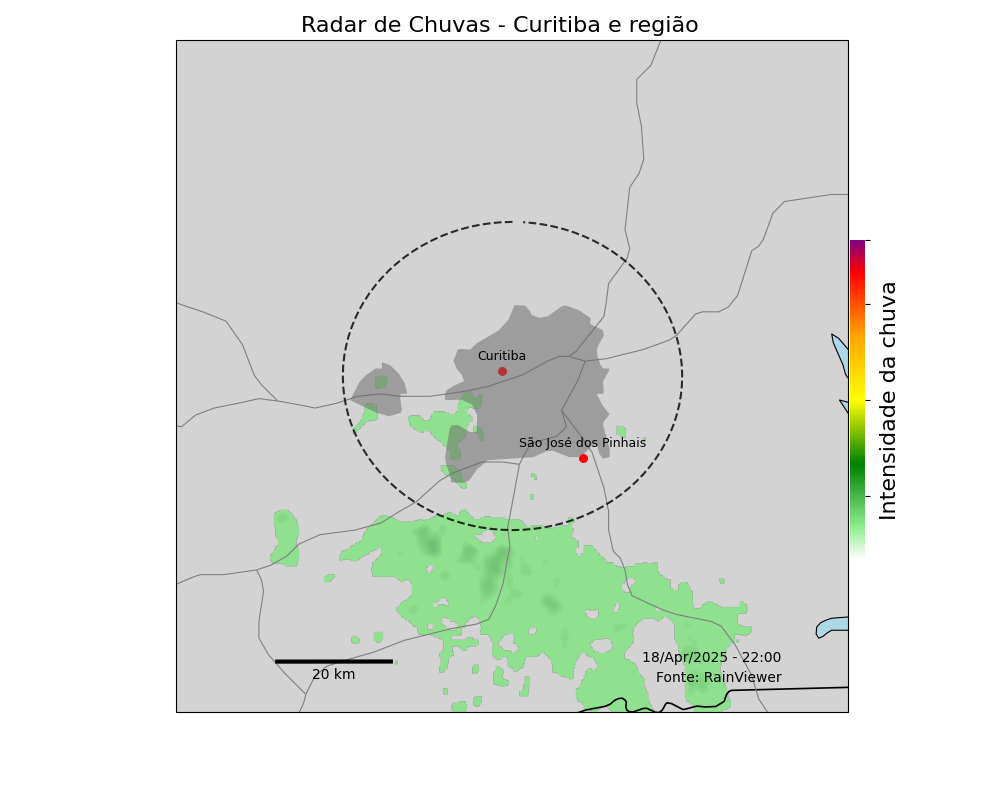 Radar de Chuvas - Curitiba e região
Curitiba
São José dos Pinhais
Intensidade da chuva
18/Apr/2025 - 22:00
Fonte: RainViewer
20 km